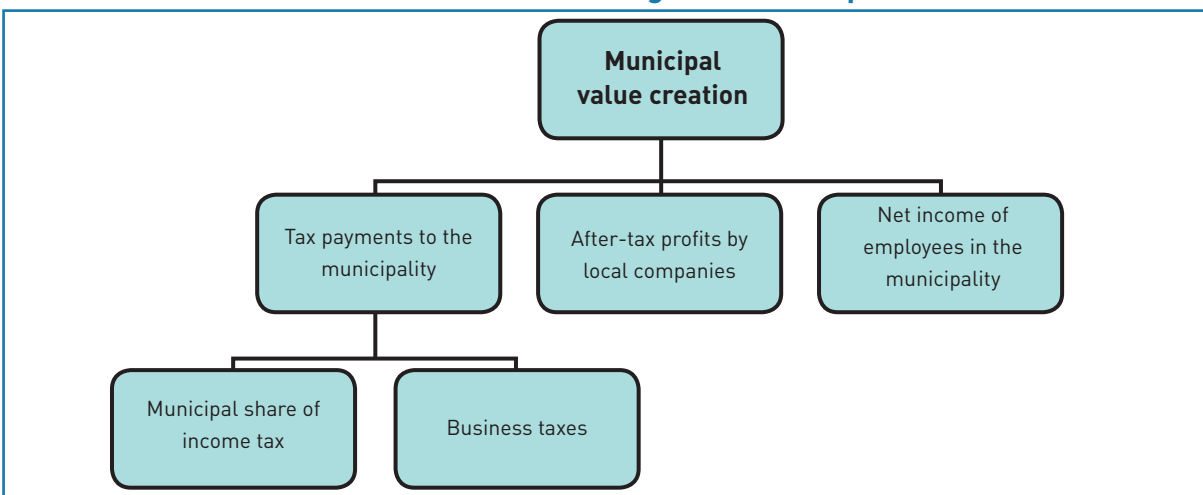 Municipal
value creation
Tax payments to the
municipality
After-tax profits by
local companies
Net income of
employees in the
municipality
Municipal share of
income tax
Business taxes